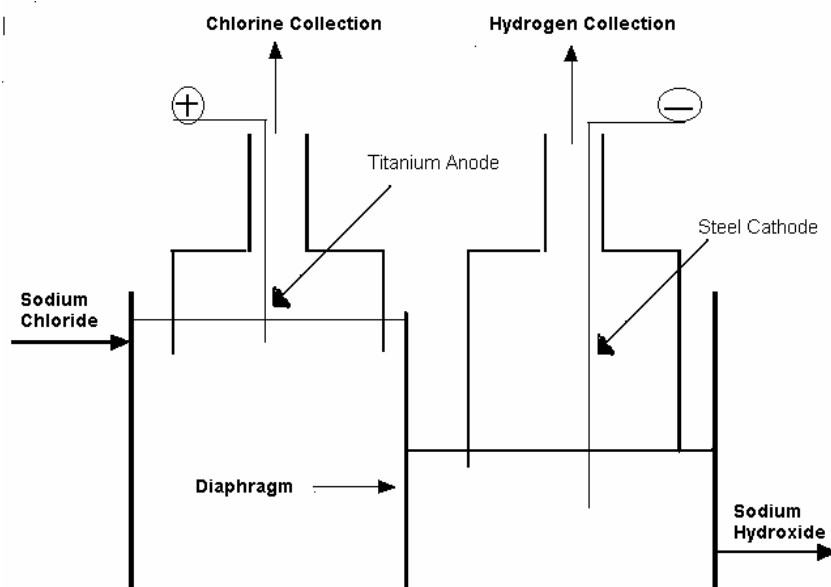 Chlorine Collection
Hydrogen Collection
+
—
Titanium Anode
Steel Cathode
Sodium
Chloride
Diaphragm
Sodium
Hydroxide